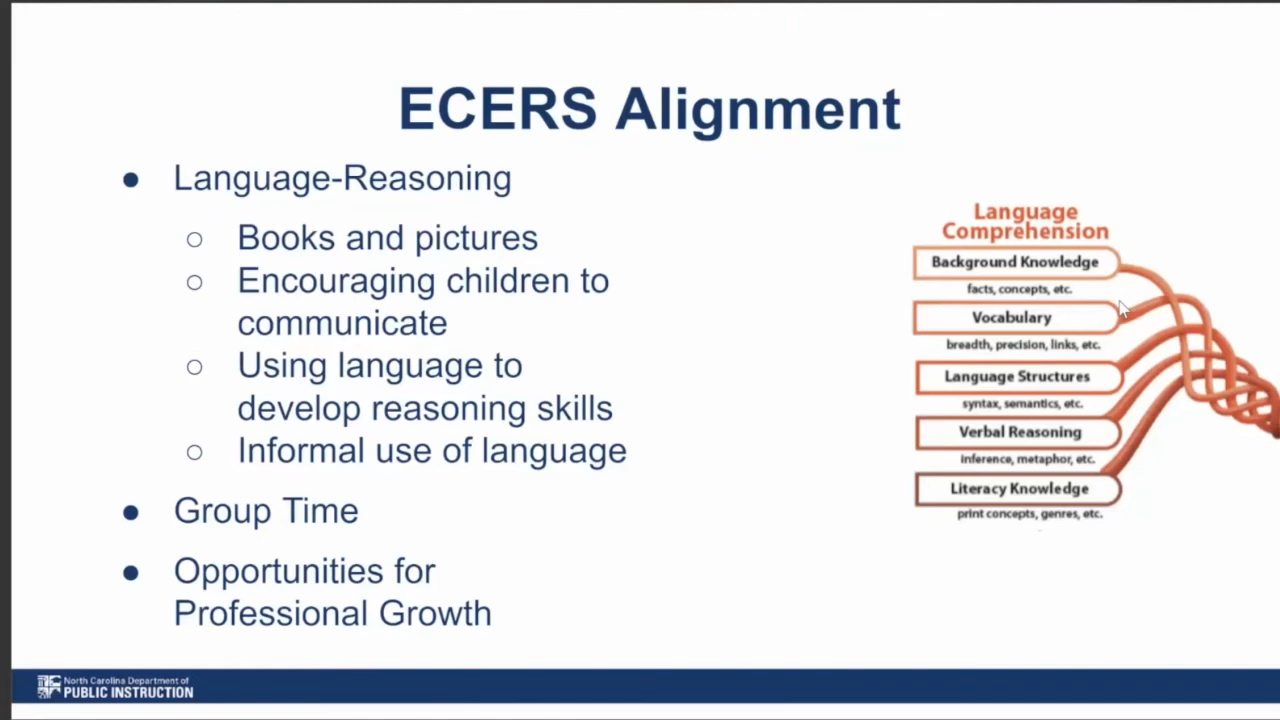 ECERS Alignment
● Language-Reasoning
○ Books and pictures
○ Encouraging children to
communicate
○ Using language to
develop reasoning skills
○ Informal use of language
● Group Time
● Opportunities for
Professional Growth
Language
Comprehension
Background Knowledge
facts, concepts, etc.
Vocabulary
breadth, precision, links, etc.
Language Structures
syntax, semantics, etc.
Verbal Reasoning
inference, metaphor, etc.
Literacy Knowledge
print concepts, genres, etc.
North Carolina Department of
PUBLIC INSTRUCTION